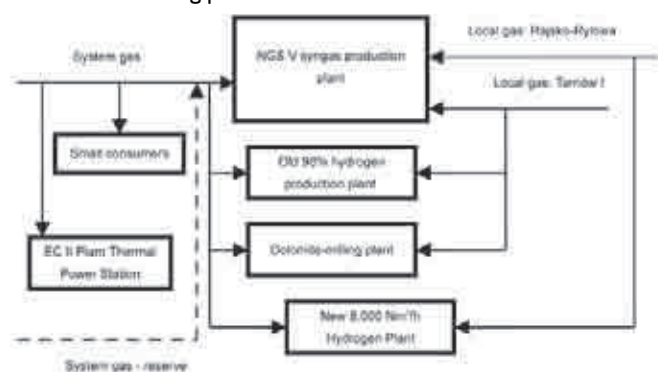 System gas
NGS V syngas production
plant
Local gas: Rajsko-Rylowa
Local gas: Tarnów I
Small consumers
Old 98% hydrogen
production plant
EC II Plant Thermal
Power Station
Dolomite-milling plant
New 8.000 Nm³/h
Hydrogen Plant
System gas - reserve